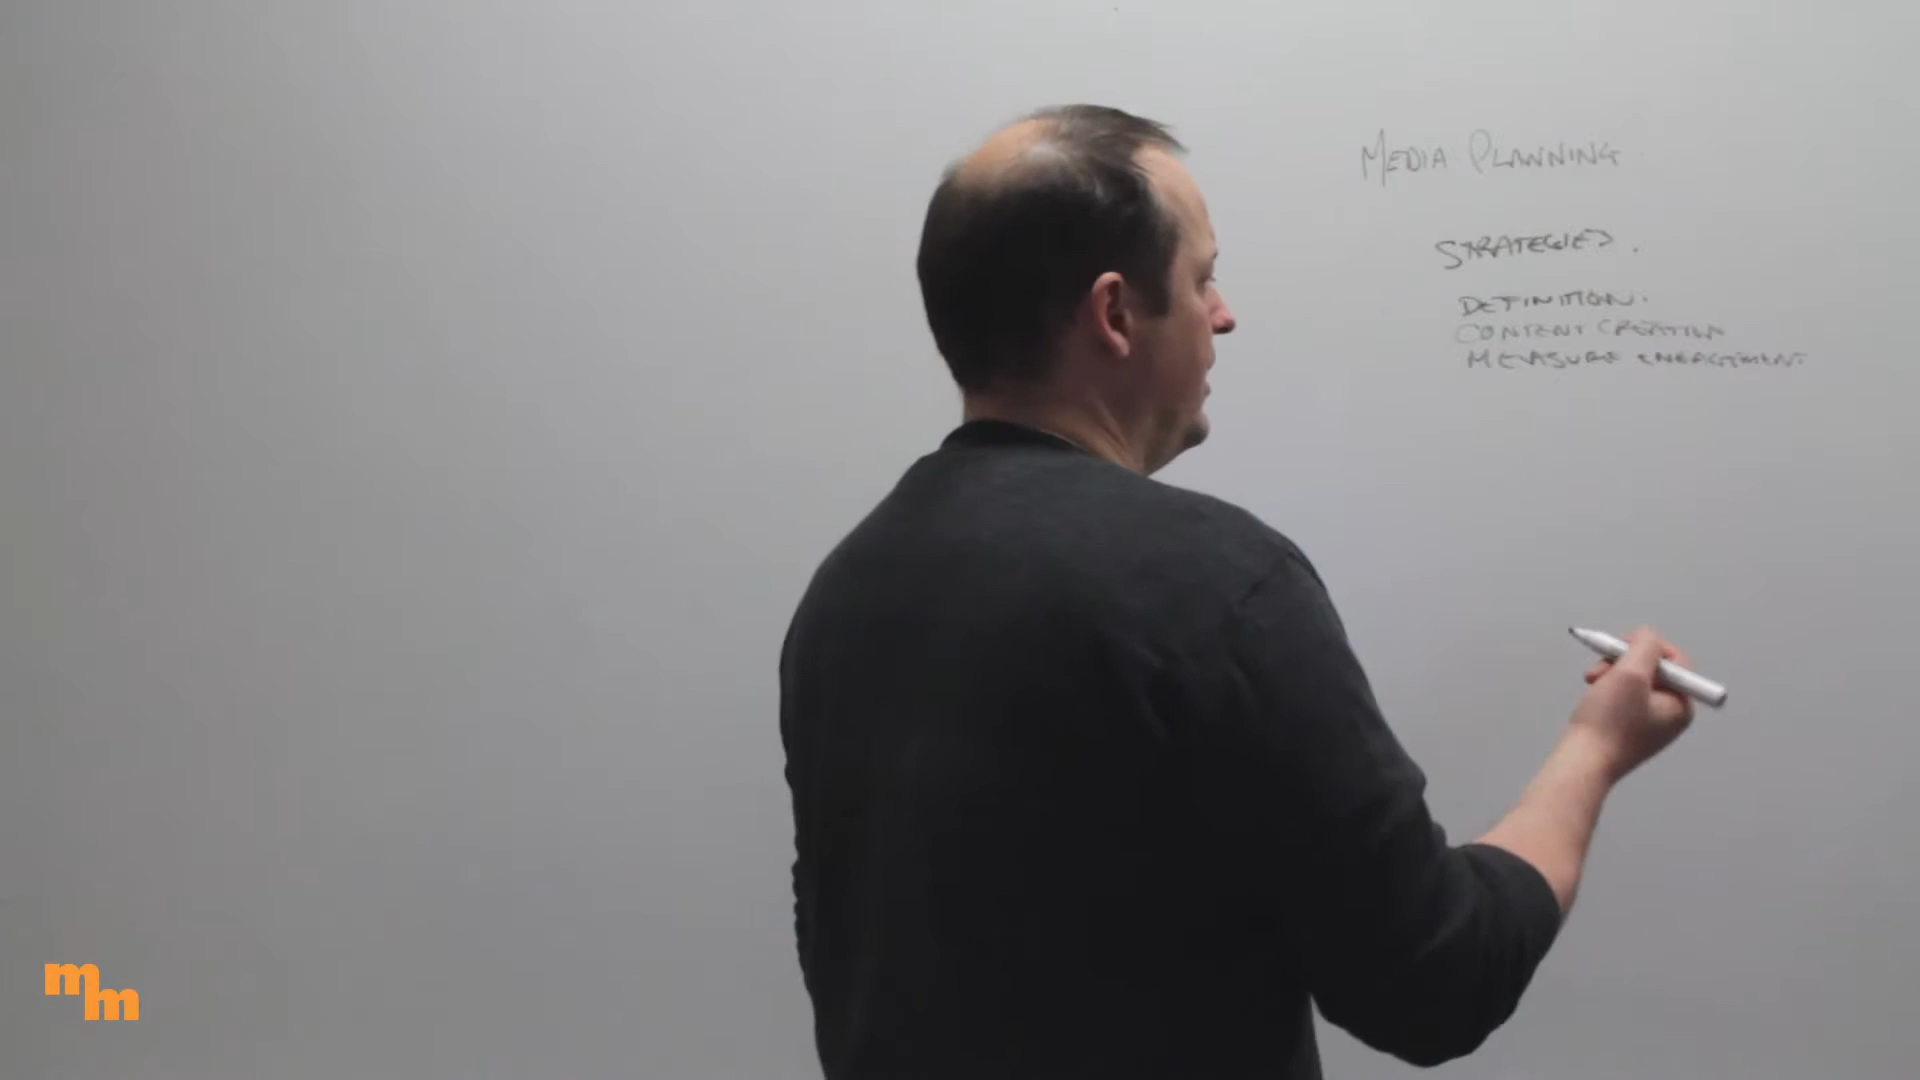 MEDIA PLANNING
STRATEGIES.
DEFINITION.
CONTENT CREATION
MEASURE ENGAGEMENT
mm